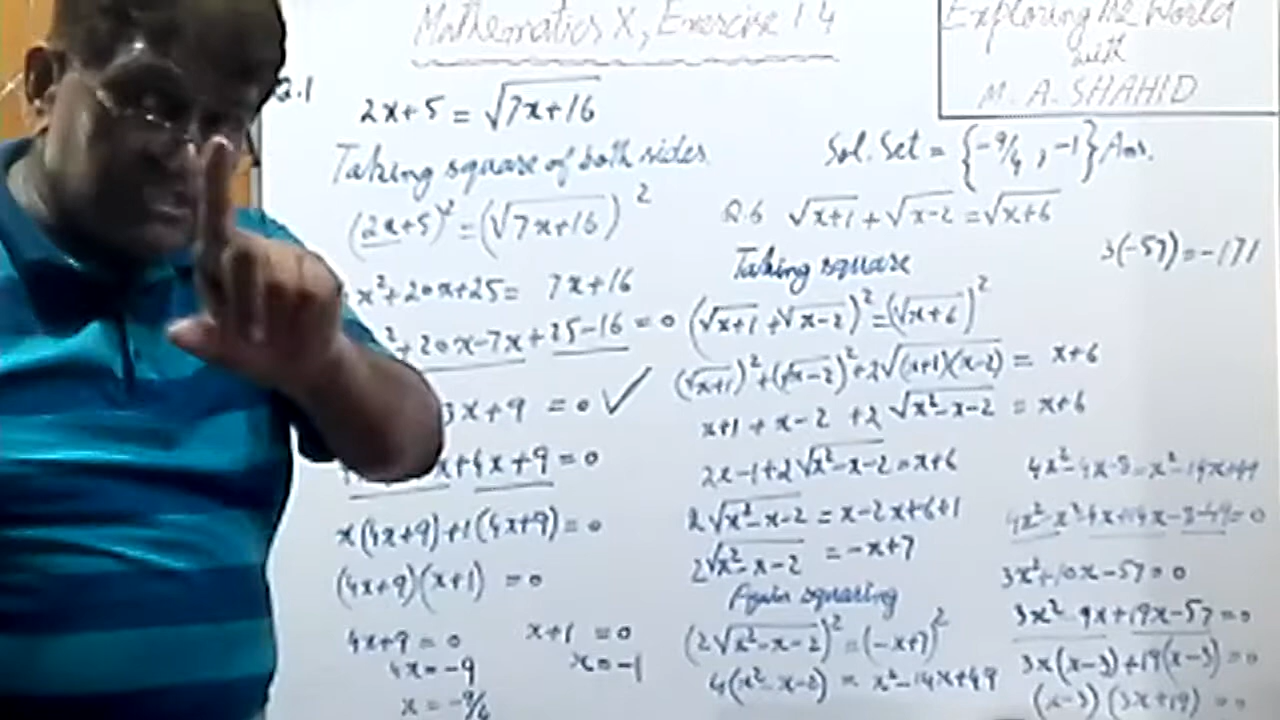 Mathematics X, Exercise 1.4
Exploring the World
with
M. A. SHAHID
Q.1
2x+5 = √(7x+16)
Taking square of both sides
(2x+5)² = (√(7x+16))²
x²+20x+25 = 7x+16
²+20x-7x+25-16 = 0
3x+9 = 0 ✓
x+4x+9 = 0
x(4x+9)+1(4x+9) = 0
(4x+9)(x+1) = 0
4x+9 = 0 x+1 = 0
4x = -9 x = -1
x = -9/4
Sol. Set = {-9/4, -1} Ans.
Q.6 √(x+1) + √(x-2) = √(x+6)
Taking square
(√(x+1) + √(x-2))² = (√(x+6))²
(√(x+1))² + (√(x-2))² + 2√((x+1)(x-2)) = x+6
x+1 + x-2 + 2√(x²-x-2) = x+6
2x-1+2√(x²-x-2) = x+6
2√(x²-x-2) = x-2x+6+1
2√(x²-x-2) = -x+7
Again squaring
(2√(x²-x-2))² = (-x+7)²
4(x²-x-2) = x²-14x+49
3(-57) = -171
4x²-4x-8 = x²-14x+49
4x²-x²-4x+14x-8-49 = 0
3x²+10x-57 = 0
3x²-9x+19x-57 = 0
3x(x-3)+19(x-3) = 0
(x-3)(3x+19) = 0